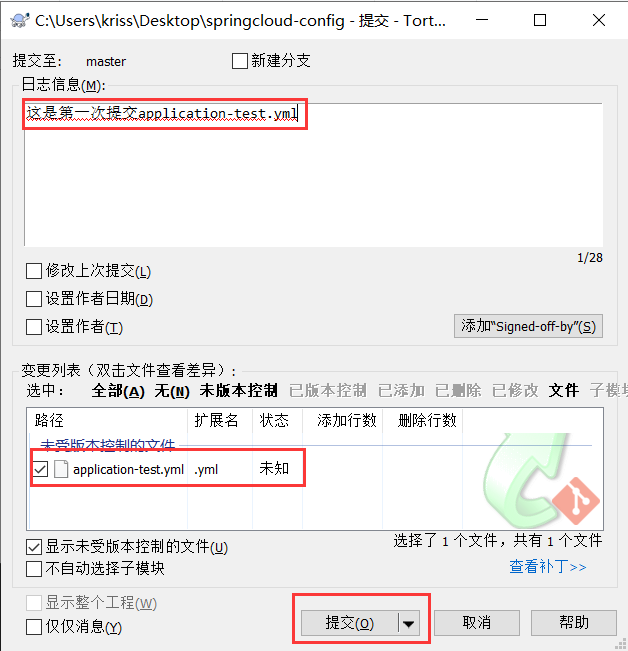 C:\Users\kriss\Desktop\springcloud-config - 提交 - Tort...
提交至: master 新建分支
日志信息(M):
这是第一次提交application-test.yml
1/28
修改上次提交(L)
设置作者日期(D)
设置作者(T)
添加“Signed-off-by”(S)
变更列表（双击文件查看差异）:
选中： 全部(A) 无(N) 未版本控制 已版本控制 已添加 已删除 已修改 文件 子模块
路径 扩展名 状态 添加行数 删除行数
未受版本控制的文件
application-test.yml .yml 未知
显示未受版本控制的文件(U)
选择了 1 个文件，共有 1 个文件
不自动选择子模块
查看补丁>>
显示整个工程(W)
提交(O) 取消 帮助
仅仅消息(Y)